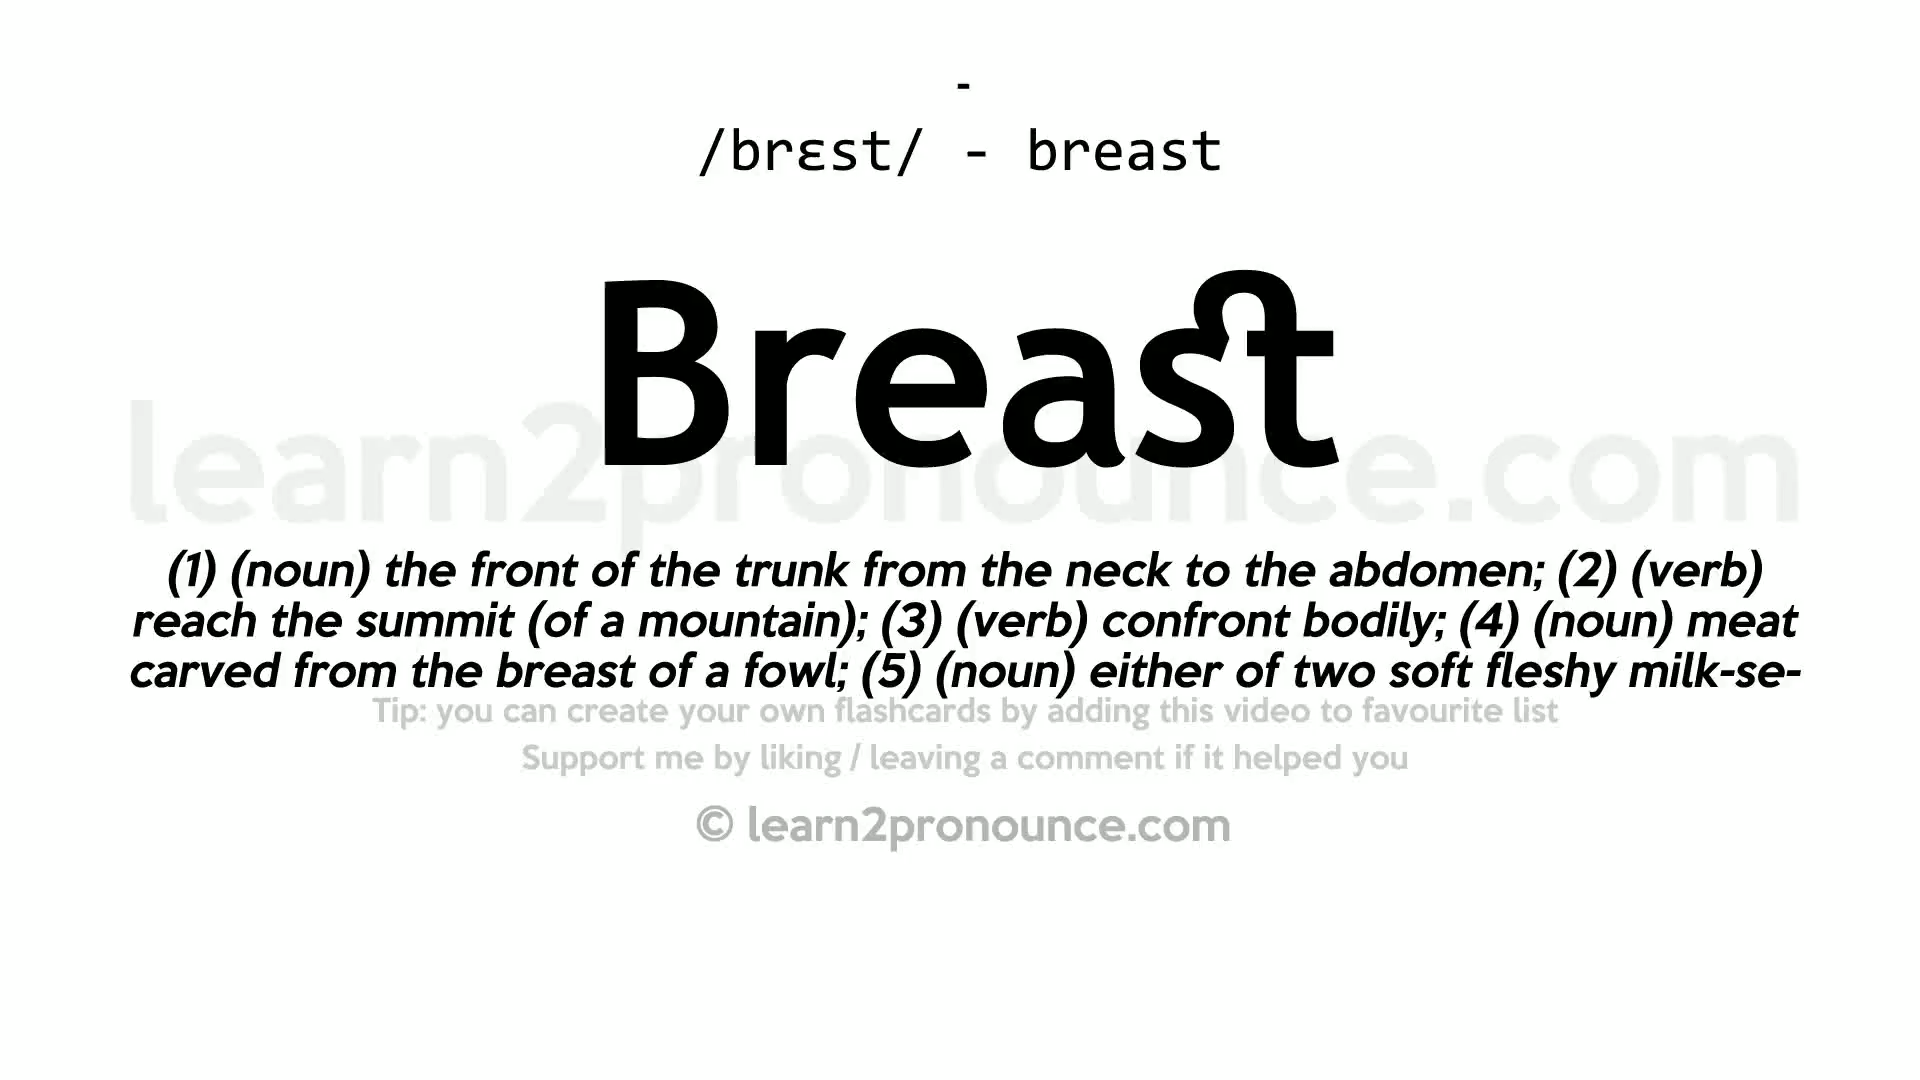 -
/brɛst/ - breast
Breast
learn2pronounce.com
(1) (noun) the front of the trunk from the neck to the abdomen; (2) (verb)
reach the summit (of a mountain); (3) (verb) confront bodily; (4) (noun) meat
carved from the breast of a fowl; (5) (noun) either of two soft fleshy milk-se-
Tip: you can create your own flashcards by adding this video to favourite list
Support me by liking / leaving a comment if it helped you
© learn2pronounce.com